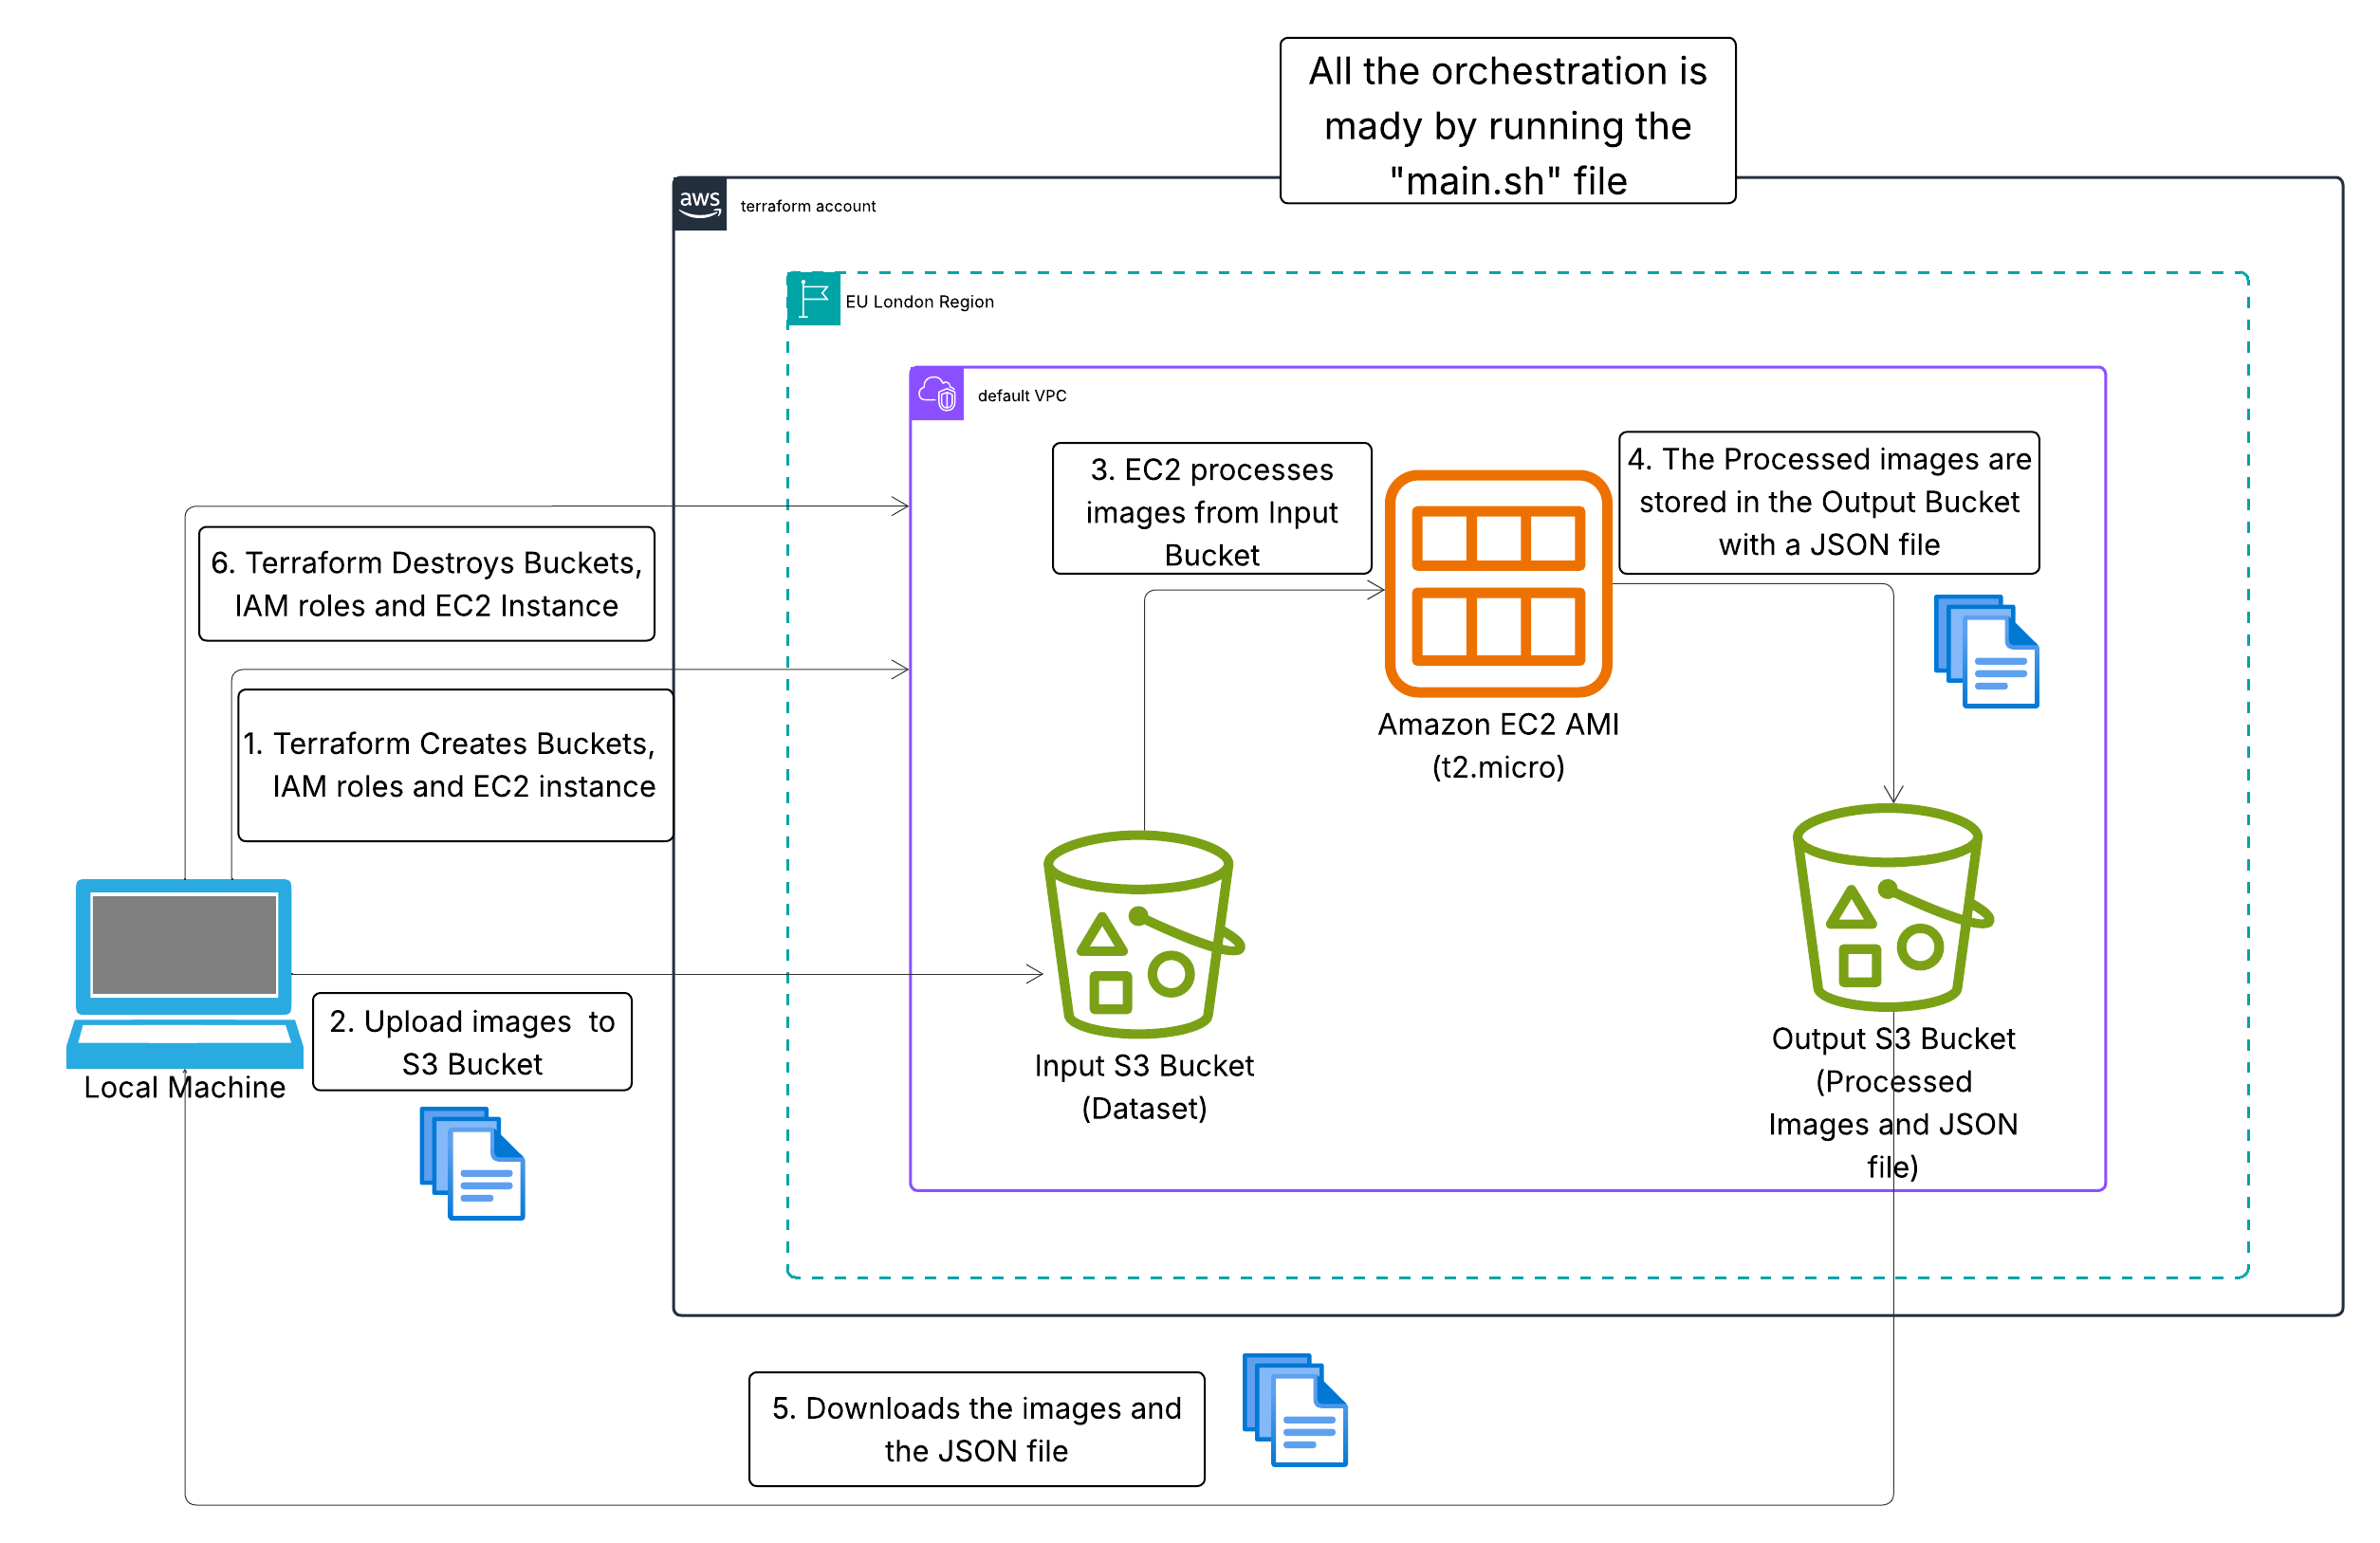 All the orchestration is
mady by running the
"main.sh" file
aws
terraform account
EU London Region
default VPC
3. EC2 processes
images from Input
Bucket
4. The Processed images are
stored in the Output Bucket
with a JSON file
6. Terraform Destroys Buckets,
IAM roles and EC2 Instance
1. Terraform Creates Buckets,
IAM roles and EC2 instance
Amazon EC2 AMI
(t2.micro)
2. Upload images  to
S3 Bucket
Local Machine
Input S3 Bucket
(Dataset)
Output S3 Bucket
(Processed
Images and JSON
file)
5. Downloads the images and
the JSON file